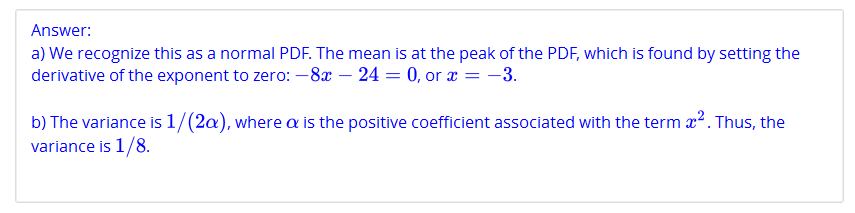 Answer:
a) We recognize this as a normal PDF. The mean is at the peak of the PDF, which is found by setting the
derivative of the exponent to zero: −8x − 24 = 0, or x = −3.
b) The variance is 1/(2α), where α is the positive coefficient associated with the term x². Thus, the
variance is 1/8.